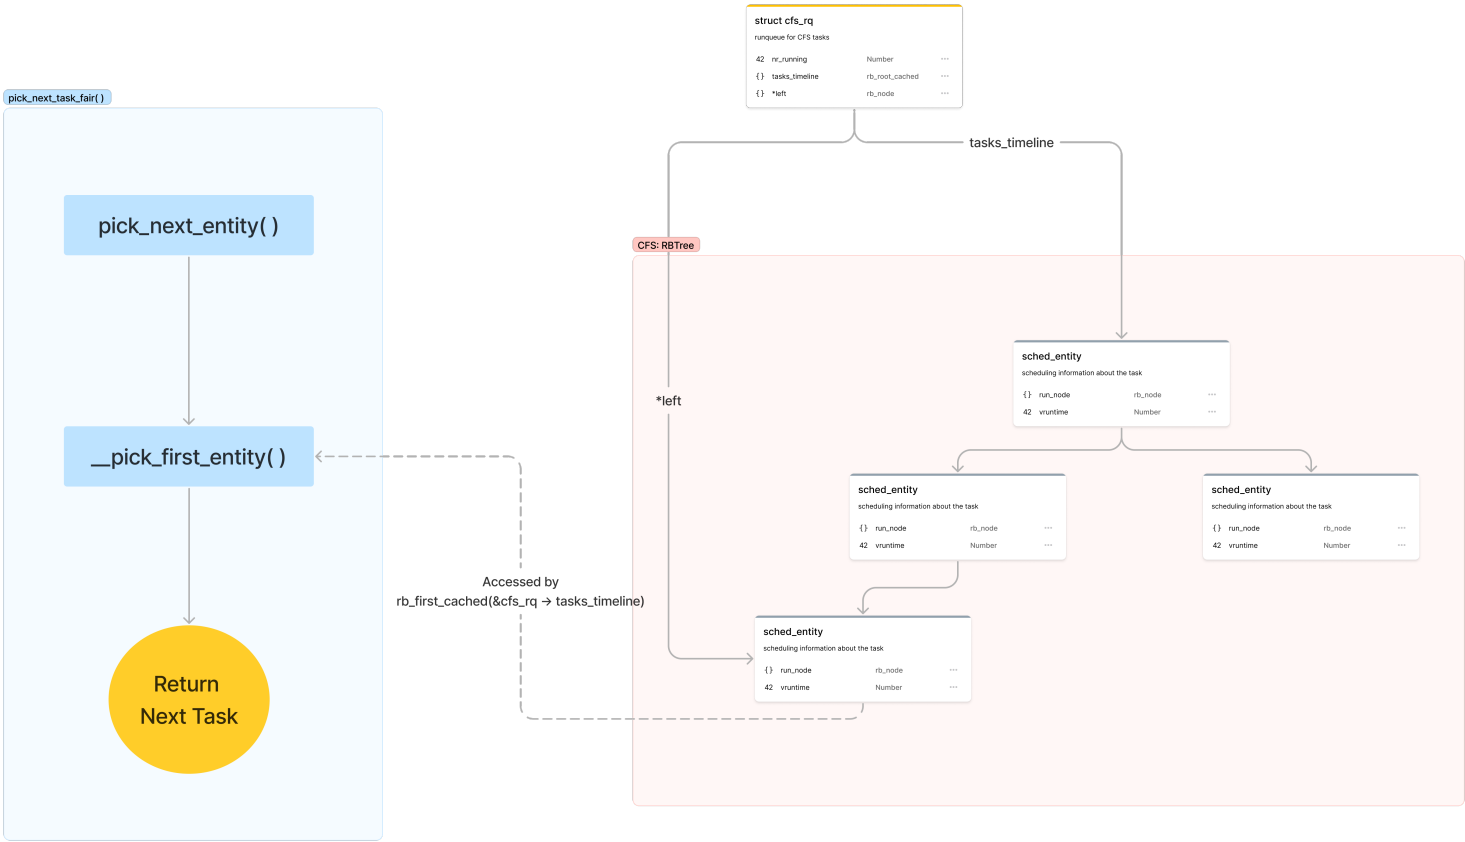 struct cfs_rq
runqueue for CFS tasks
42 nr_running Number ...
{} tasks_timeline rb_root_cached ...
{} *left rb_node ...
pick_next_task_fair( )
pick_next_entity( )
__pick_first_entity( )
Return
Next Task
tasks_timeline
*left
Accessed by
rb_first_cached(&cfs_rq → tasks_timeline)
CFS: RBTree
sched_entity
scheduling information about the task
{} run_node rb_node ...
42 vruntime Number ...
sched_entity
scheduling information about the task
{} run_node rb_node ...
42 vruntime Number ...
sched_entity
scheduling information about the task
{} run_node rb_node ...
42 vruntime Number ...
sched_entity
scheduling information about the task
{} run_node rb_node ...
42 vruntime Number ...